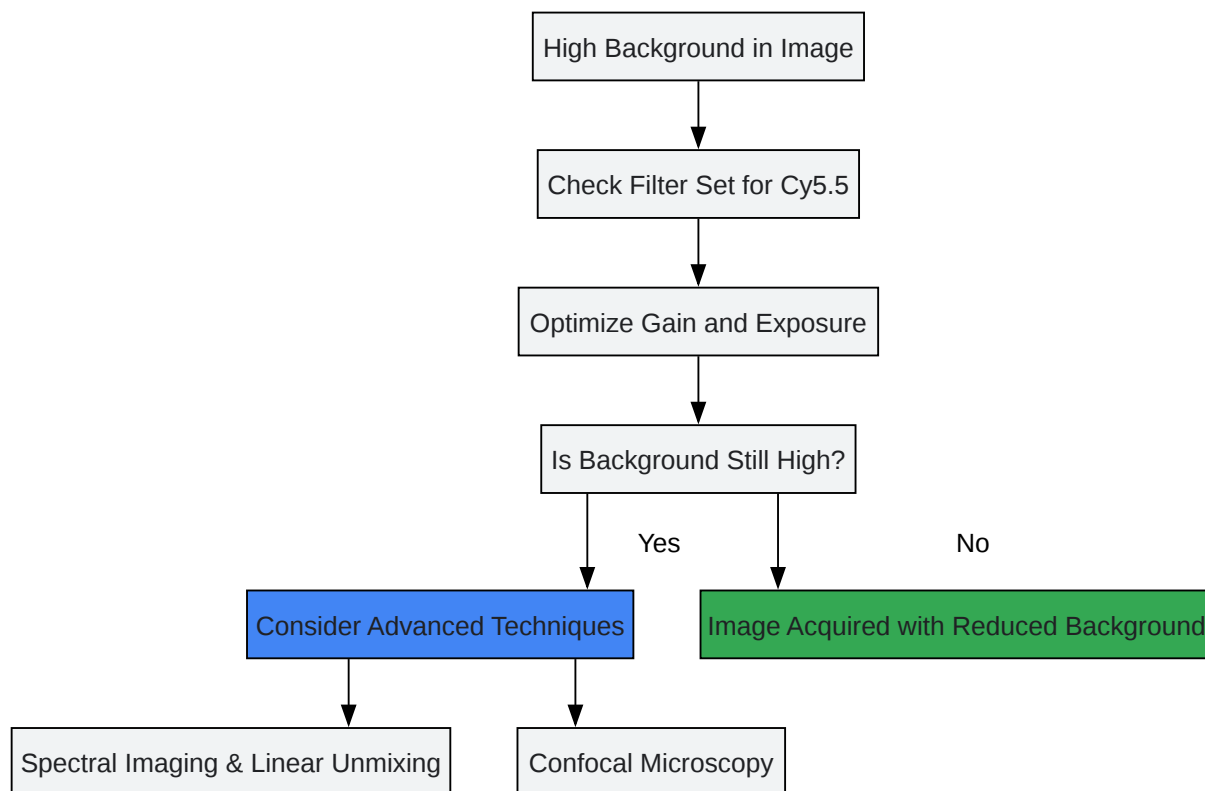 High Background in Image
Check Filter Set for Cy5.5
Optimize Gain and Exposure
Is Background Still High?
Yes
No
Consider Advanced Techniques
Image Acquired with Reduced Background
Spectral Imaging & Linear Unmixing
Confocal Microscopy